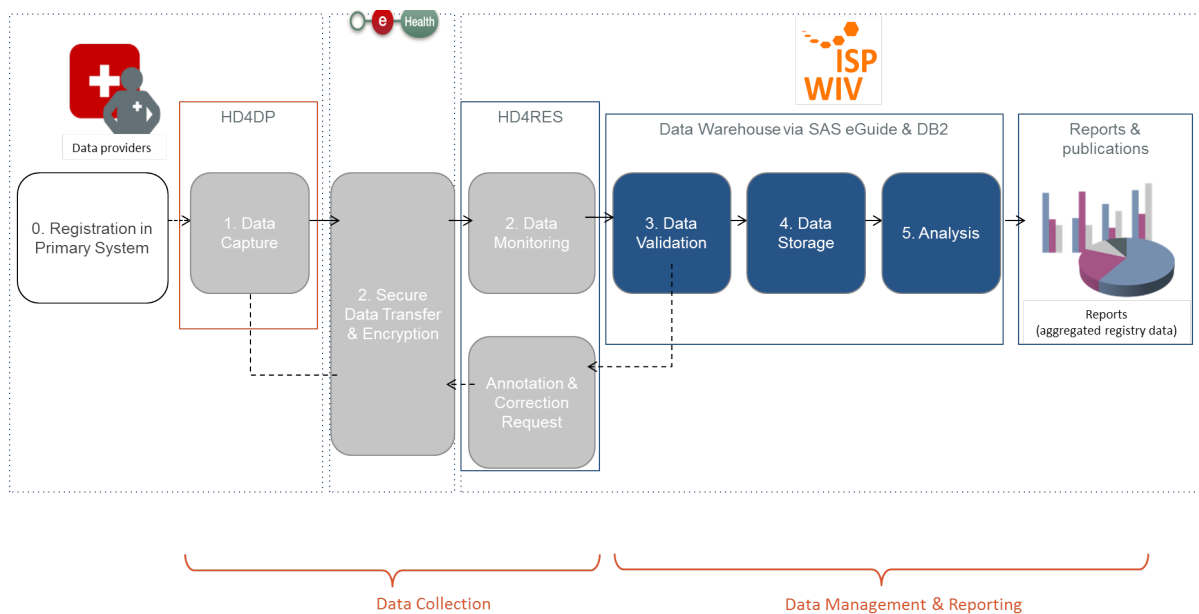 e
Health
ISP
WIV
Data providers
HD4DP
HD4RES
Data Warehouse via SAS eGuide & DB2
Reports &
publications
0. Registration in
Primary System
1. Data
Capture
2. Secure
Data Transfer
& Encryption
2. Data
Monitoring
3. Data
Validation
4. Data
Storage
5. Analysis
Reports
(aggregated registry data)
Annotation &
Correction
Request
Data Collection
Data Management & Reporting